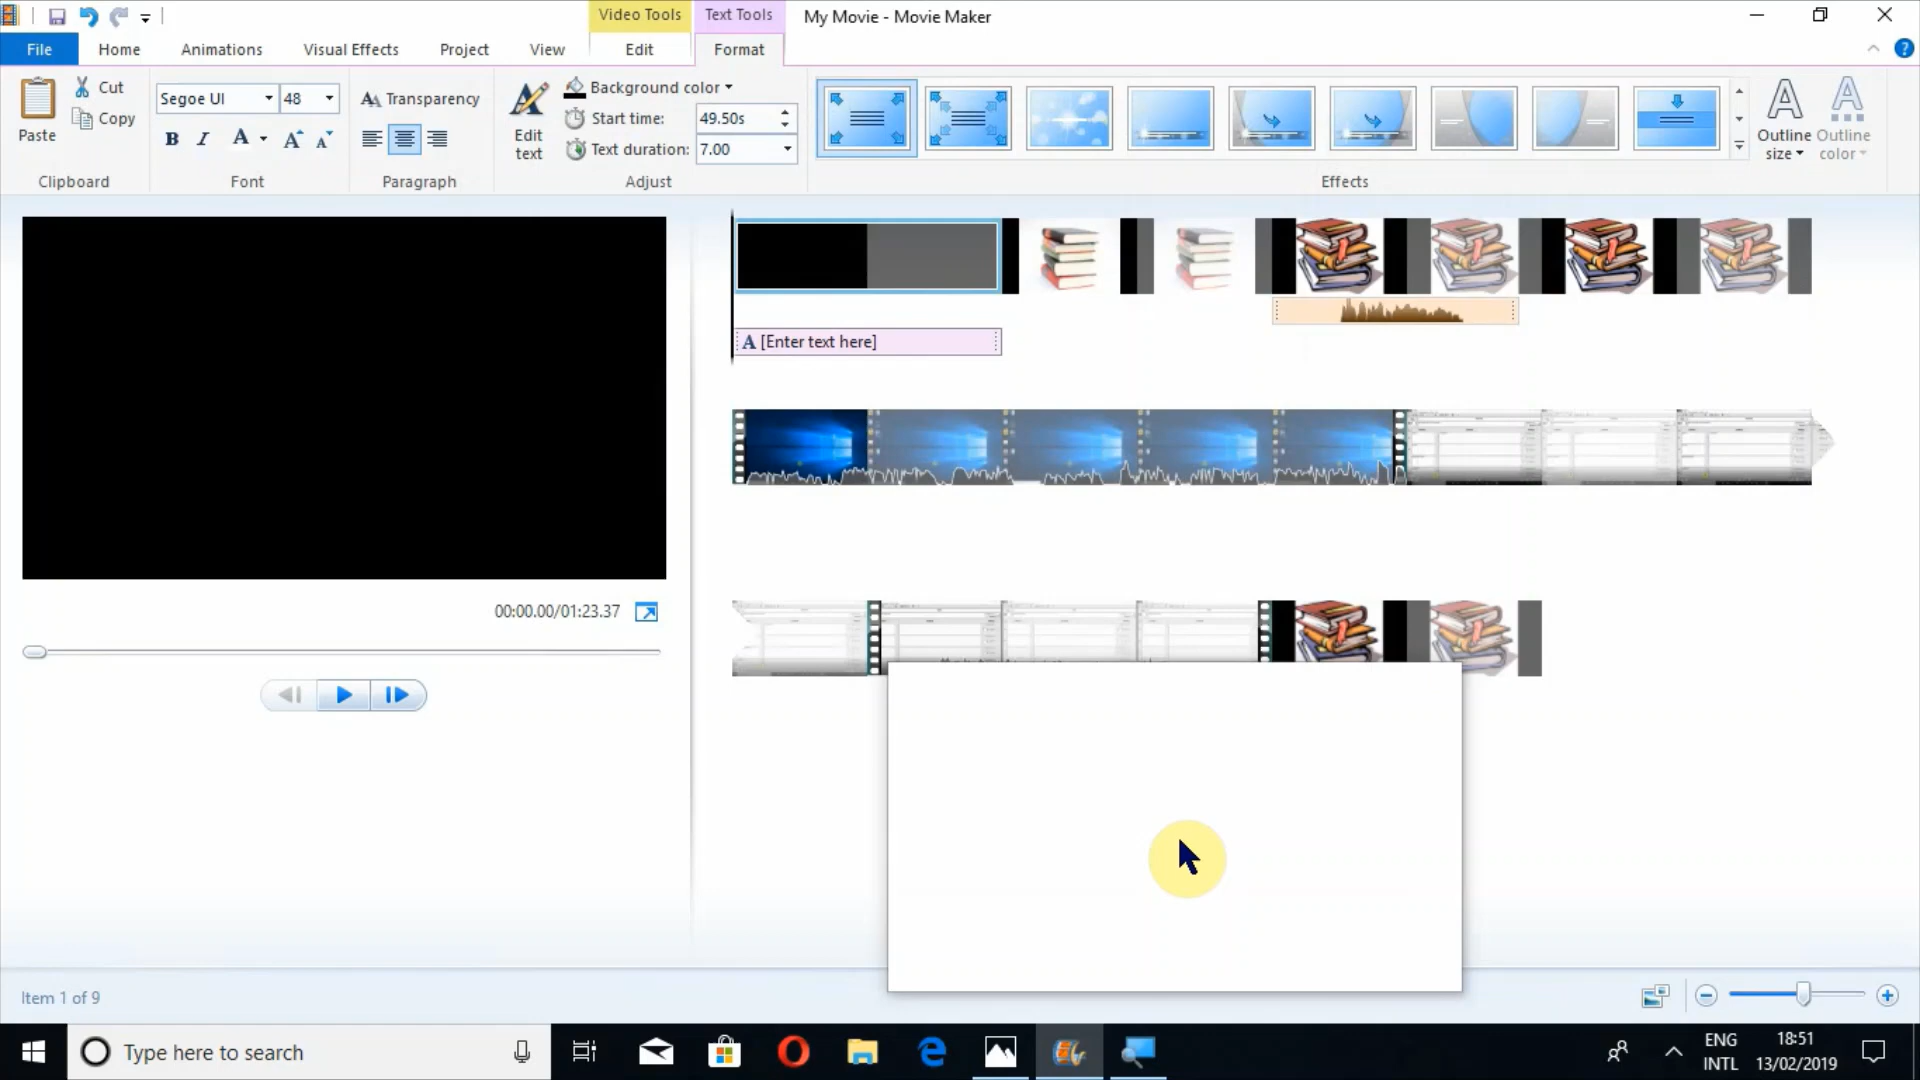 Video Tools
Text Tools
My Movie - Movie Maker
File
Home
Animations
Visual Effects
Project
View
Edit
Format
Paste
Cut
Copy
Clipboard
Segoe UI
48
B I A A A
Font
Transparency
Paragraph
Edit
text
Background color
Start time:
49.50s
Text duration:
7.00
Adjust
Effects
Outline
size
Outline
color
A [Enter text here]
00:00.00/01:23.37
Item 1 of 9
Type here to search
ENG
INTL
18:51
13/02/2019